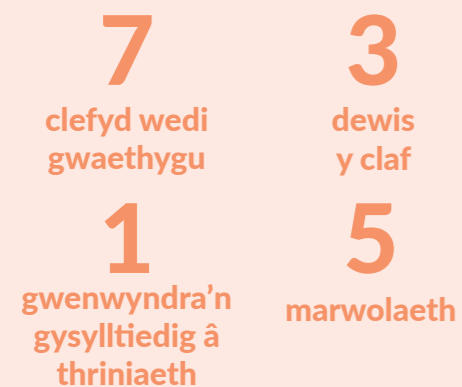 7
clefyd wedi
gwaethygu
3
dewis
y claf
1
gwenwyndra’n
gysylltiedig â
thriniaeth
5
marwolaeth